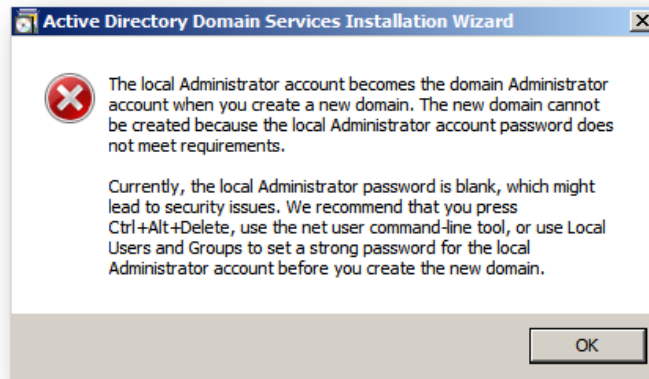 Active Directory Domain Services Installation Wizard
The local Administrator account becomes the domain Administrator
account when you create a new domain. The new domain cannot
be created because the local Administrator account password does
not meet requirements.
Currently, the local Administrator password is blank, which might
lead to security issues. We recommend that you press
Ctrl+Alt+Delete, use the net user command-line tool, or use Local
Users and Groups to set a strong password for the local
Administrator account before you create the new domain.
OK